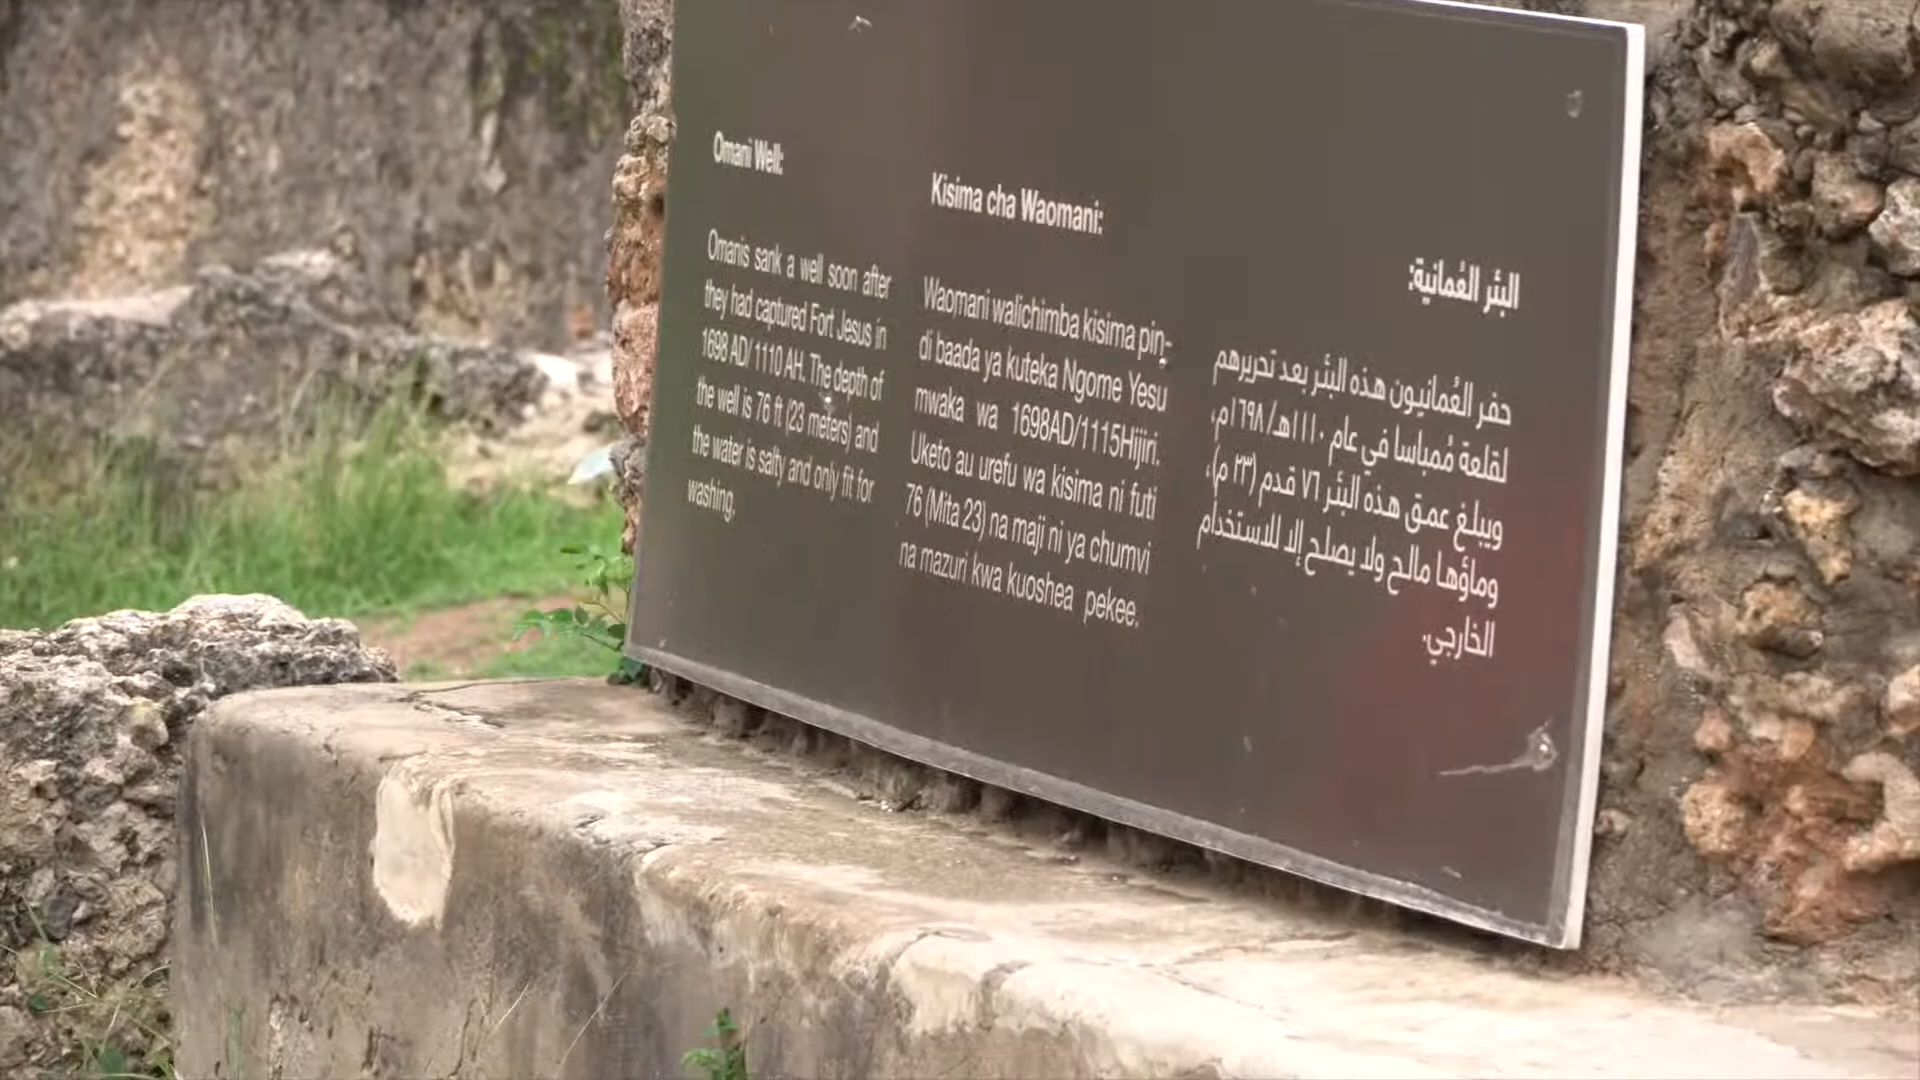 Omani Well:
Omanis sank a well soon after
they had captured Fort Jesus in
1698 AD/ 1110 AH. The depth of
the well is 76 ft (23 meters) and
the water is salty and only fit for
washing.
Kisima cha Waomani:
Waomani walichimba kisima pin-
di baada ya kuteka Ngome Yesu
mwaka wa 1698AD/1115Hijiri.
Uketo au urefu wa kisima ni futi
76 (Mita 23) na maji ni ya chumvi
na mazuri kwa kuoshea pekee.
البئر العُمانية:
حفر العُمانيون هذه البئر بعد تحريرهم
لقلعة مُمباسا في عام ١١١٠هـ/١٦٩٨م،
ويبلغ عمق هذه البئر ٧٦ قدم (٢٣ م)،
وماؤها مالح ولا يصلح إلا للاستخدام
الخارجي.